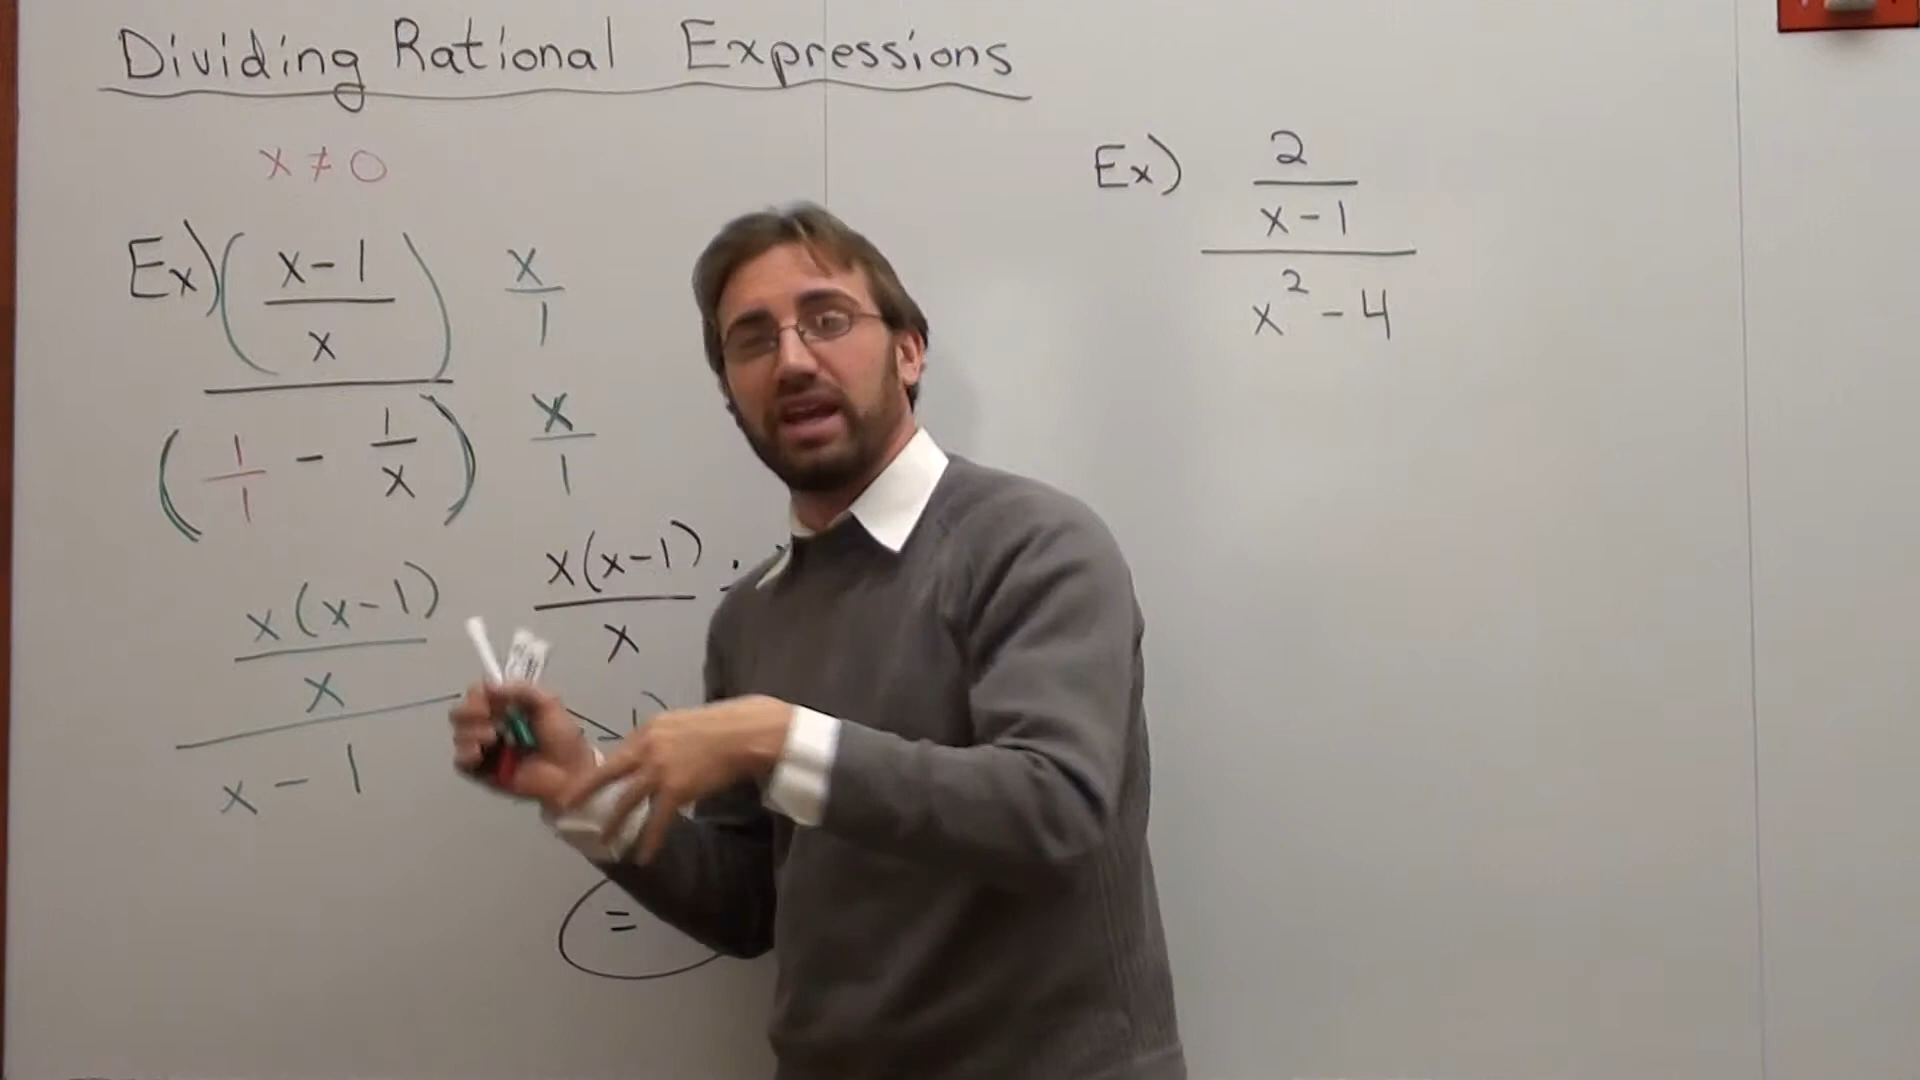 Dividing Rational Expressions
x ≠ 0
Ex) (x-1 / x) x/1
(1/1 - 1/x) x/1
x(x-1) / x
x-1
x(x-1) / x
=
Ex) 2 / x-1
x² - 4